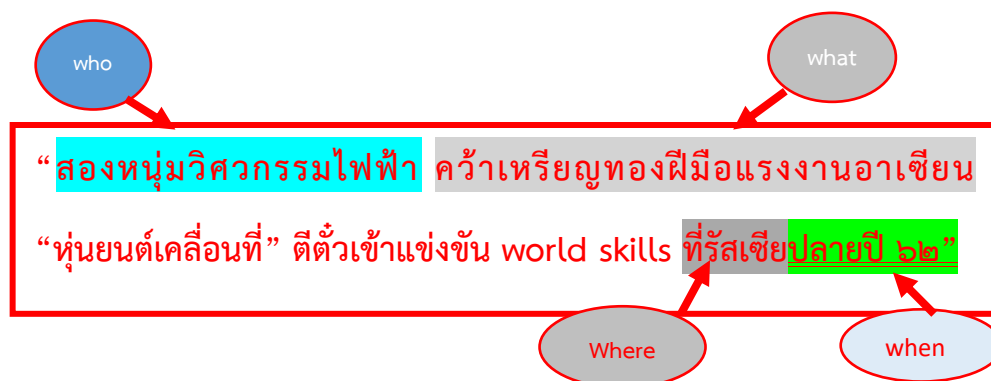 who
what
“สองหนุ่มวิศวกรรมไฟฟ้า คว้าเหรียญทองฝีมือแรงงานอาเซียน
“หุ่นยนต์เคลื่อนที่” ตีตั๋วเข้าแข่งขัน world skills ที่รัสเซียปลายปี ๖๒”
Where
when